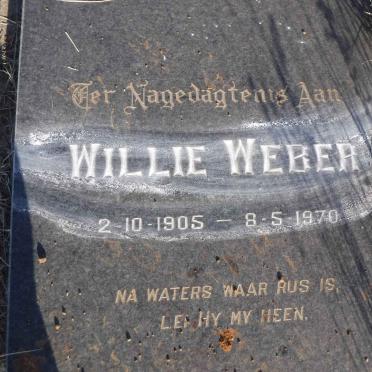 Ter Nagedagtenis Aan
WILLIE WEBER
2-10-1905 - 8-5-1970
NA WATERS WAAR RUS IS,
LEI HY MY HEEN.